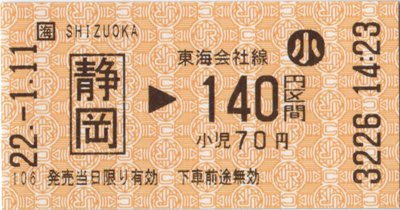 22.-1.11
海 SHIZUOKA
静岡 ▶ 東海会社線 140円区間
小
小児70円
106 発売当日限り有効 下車前途無効
3226 14:23